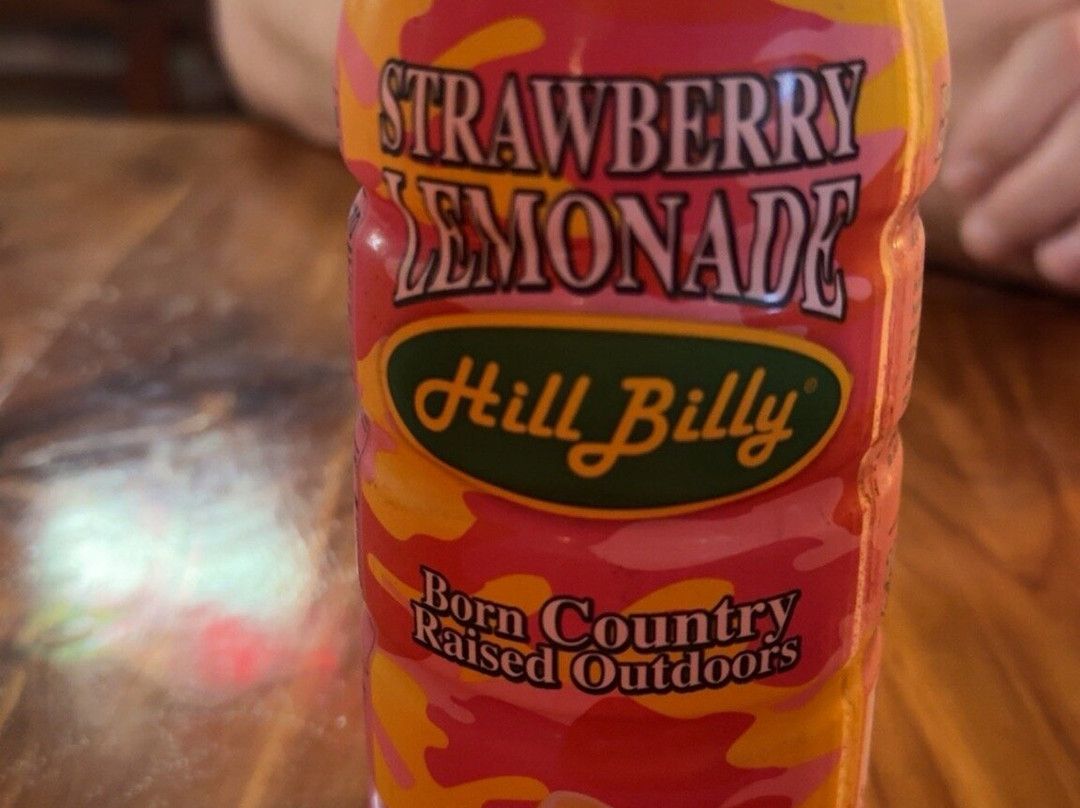 STRAWBERRY
LEMONADE
Hill Billy®
Born Country
Raised Outdoors